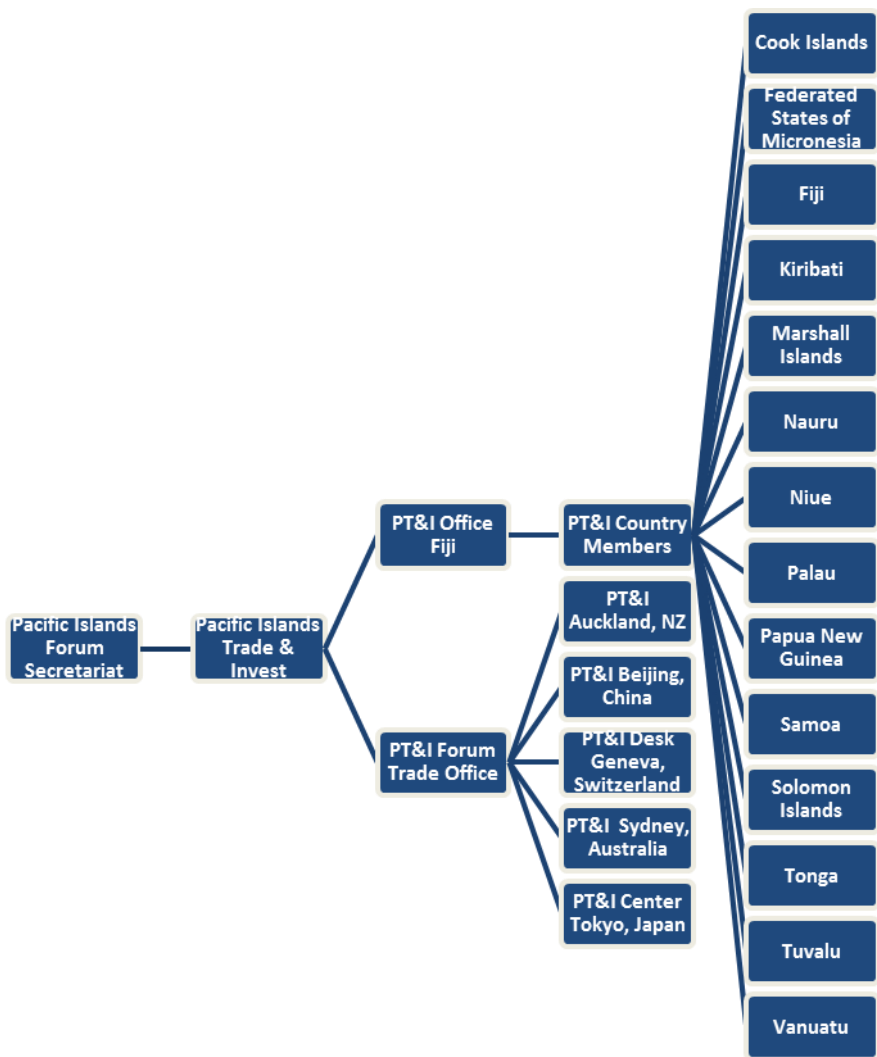 Pacific Islands
Forum
Secretariat
Pacific Islands
Trade &
Invest
PT&I Office
Fiji
PT&I Forum
Trade Office
PT&I Country
Members
PT&I
Auckland, NZ
PT&I Beijing,
China
PT&I Desk
Geneva,
Switzerland
PT&I  Sydney,
Australia
PT&I Center
Tokyo, Japan
Cook Islands
Federated
States of
Micronesia
Fiji
Kiribati
Marshall
Islands
Nauru
Niue
Palau
Papua New
Guinea
Samoa
Solomon
Islands
Tonga
Tuvalu
Vanuatu